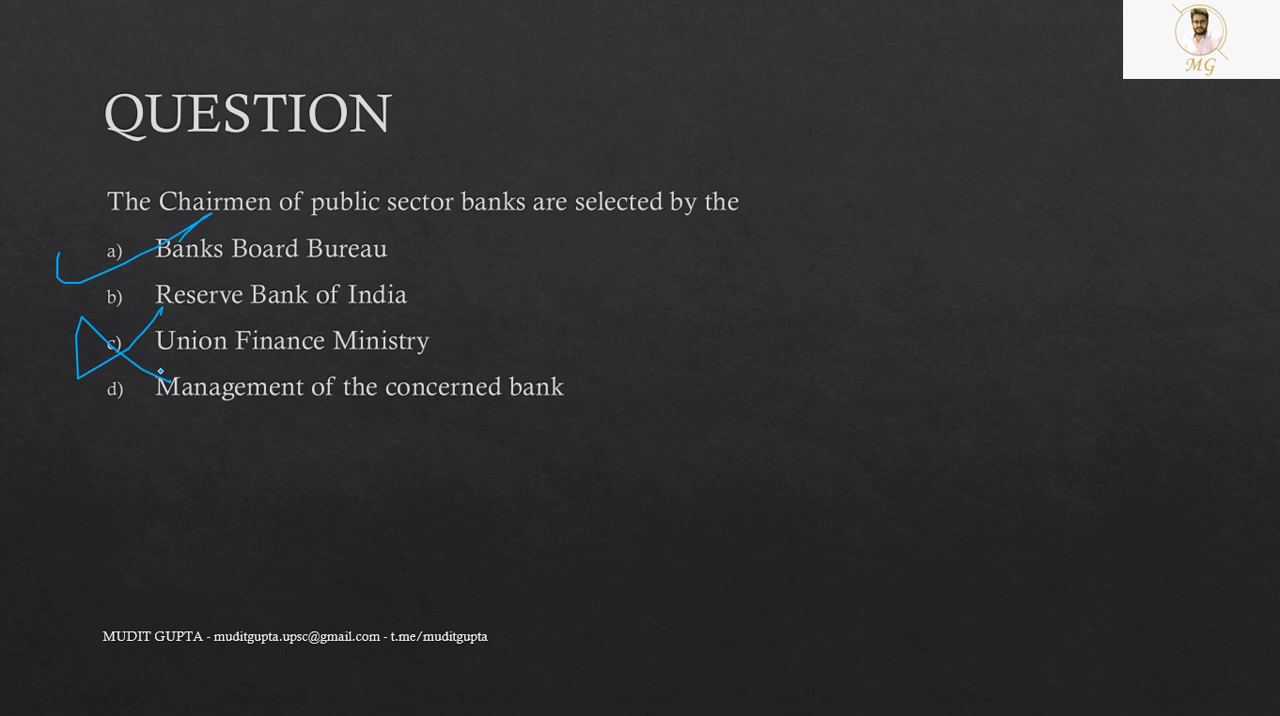 MG
QUESTION
The Chairmen of public sector banks are selected by the
a) Banks Board Bureau
b) Reserve Bank of India
c) Union Finance Ministry
d) Management of the concerned bank
MUDIT GUPTA - muditgupta.upsc@gmail.com - t.me/muditgupta